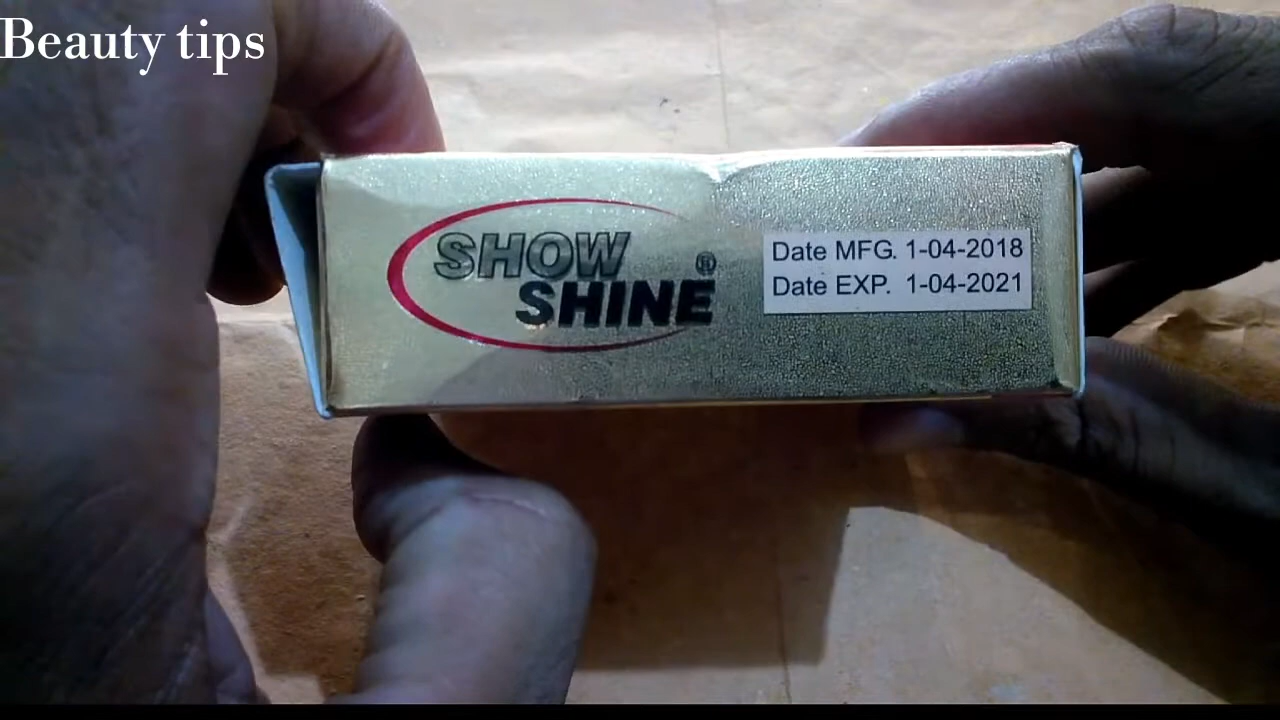 Beauty tips
SHOW
SHINE®
Date MFG. 1-04-2018
Date EXP. 1-04-2021